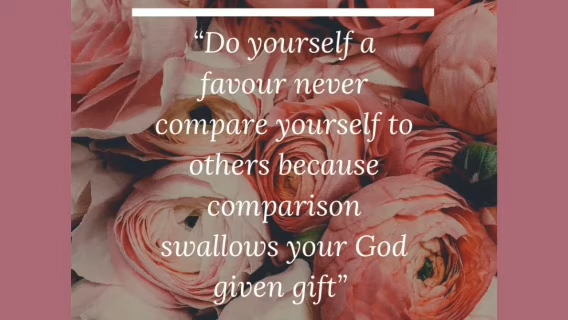 “Do yourself a
favour never
compare yourself to
others because
comparison
swallows your God
given gift”